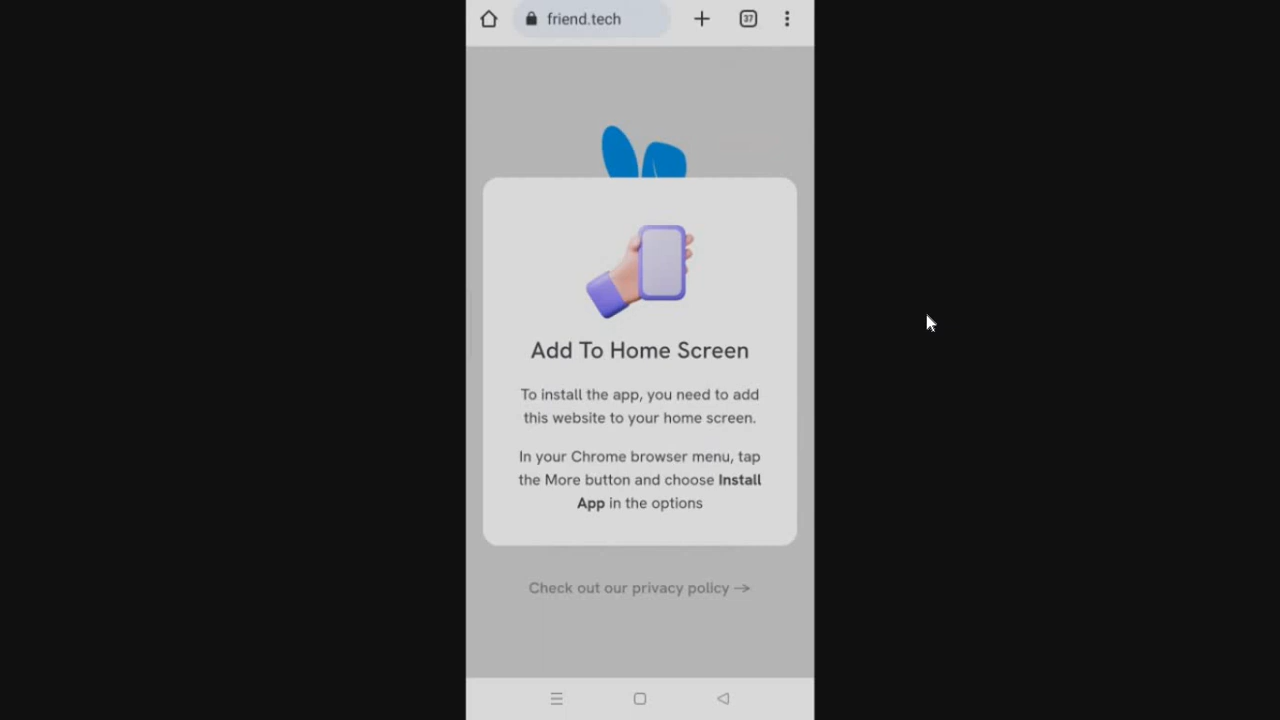 friend.tech
37
Add To Home Screen
To install the app, you need to add
this website to your home screen.
In your Chrome browser menu, tap
the More button and choose Install
App in the options
Check out our privacy policy →